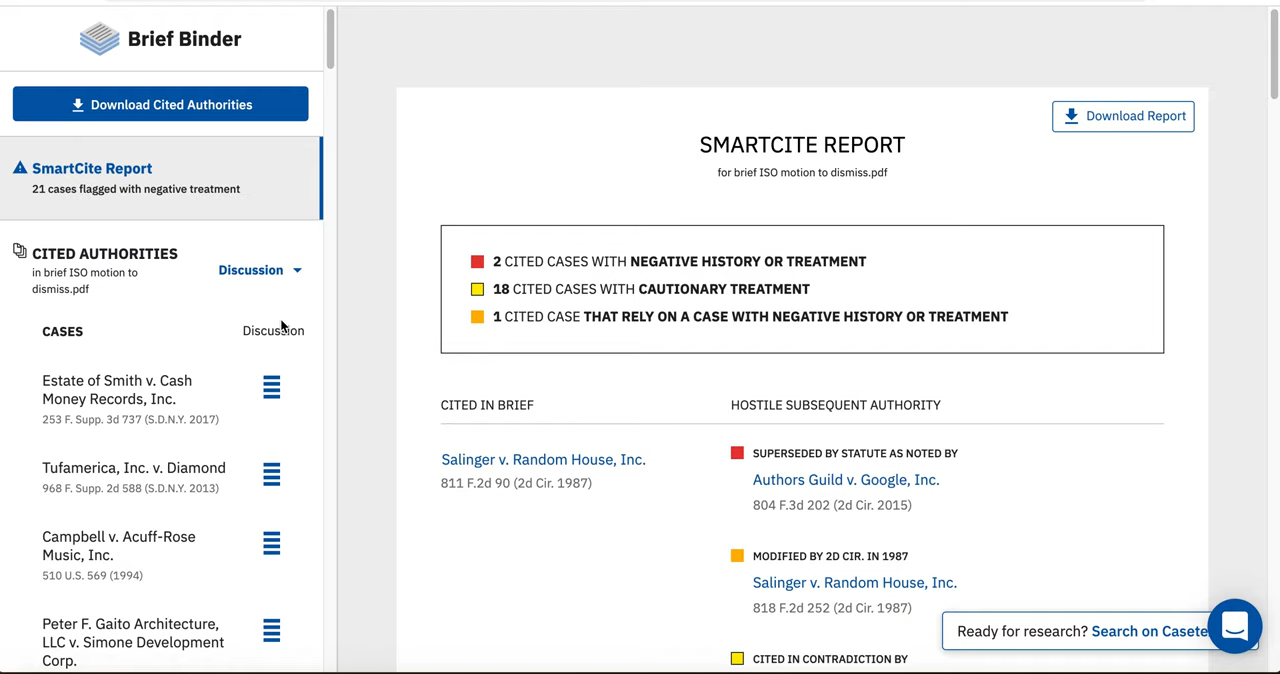 Brief Binder
Download Cited Authorities
SmartCite Report
21 cases flagged with negative treatment
CITED AUTHORITIES
in brief ISO motion to
dismiss.pdf
Discussion
CASES
Discussion
Estate of Smith v. Cash
Money Records, Inc.
253 F. Supp. 3d 737 (S.D.N.Y. 2017)
Tufamerica, Inc. v. Diamond
968 F. Supp. 2d 588 (S.D.N.Y. 2013)
Campbell v. Acuff-Rose
Music, Inc.
510 U.S. 569 (1994)
Peter F. Gaito Architecture,
LLC v. Simone Development
Corp.
Download Report
SMARTCITE REPORT
for brief ISO motion to dismiss.pdf
2 CITED CASES WITH NEGATIVE HISTORY OR TREATMENT
18 CITED CASES WITH CAUTIONARY TREATMENT
1 CITED CASE THAT RELY ON A CASE WITH NEGATIVE HISTORY OR TREATMENT
CITED IN BRIEF
HOSTILE SUBSEQUENT AUTHORITY
Salinger v. Random House, Inc.
811 F.2d 90 (2d Cir. 1987)
SUPERSEDED BY STATUTE AS NOTED BY
Authors Guild v. Google, Inc.
804 F.3d 202 (2d Cir. 2015)
MODIFIED BY 2D CIR. IN 1987
Salinger v. Random House, Inc.
818 F.2d 252 (2d Cir. 1987)
CITED IN CONTRADICTION BY
Ready for research? Search on Casete